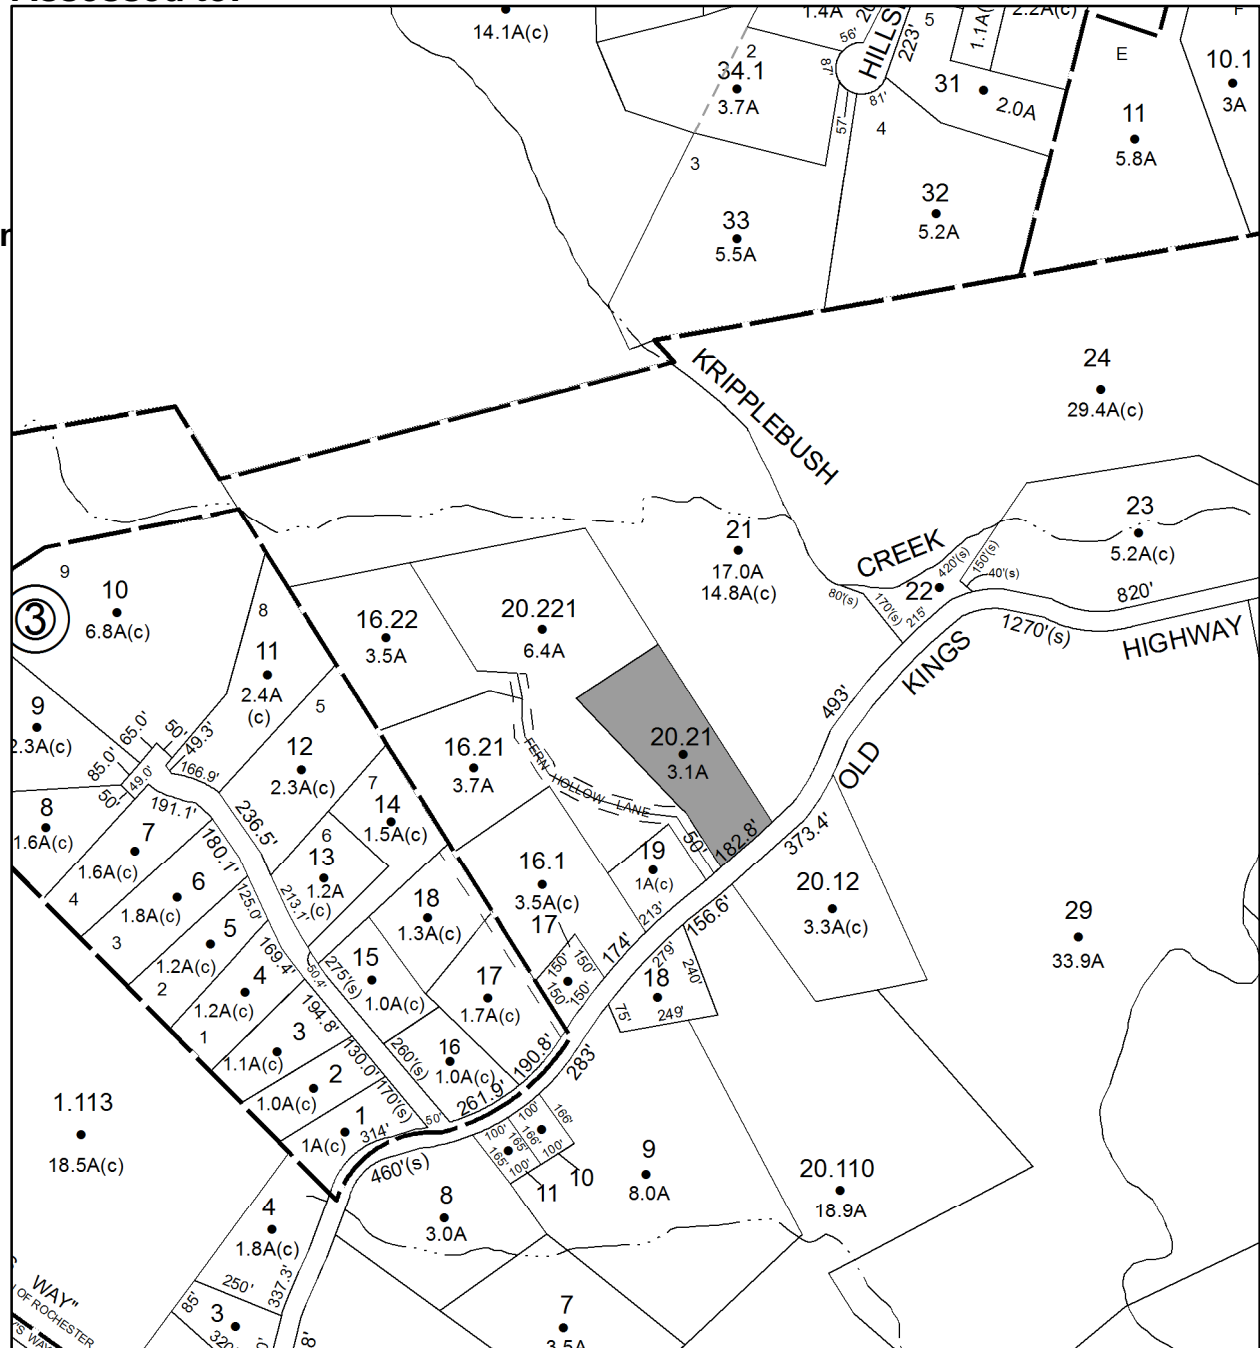 14.1A(c)
1.4A
56'
HILLS
223'
5
1.1A(
2.2A(c)
E
10.1
3A
2
34.1
3.7A
87'
57'
81'
4
31
2.0A
11
5.8A
3
33
5.5A
32
5.2A
KRIPPLEBUSH
24
29.4A(c)
23
5.2A(c)
21
17.0A
14.8A(c)
CREEK
420'(s)
150'(s)
40'(s)
22
80'(s)
170'(s)
215'
820'
1270'(s)
HIGHWAY
KINGS
OLD
493'
9
10
6.8A(c)
3
8
11
2.4A
(c)
16.22
3.5A
20.221
6.4A
9
2.3A(c)
65.0'
50'
49.3'
85.0'
50'
49.0'
166.9'
191.1'
5
12
2.3A(c)
236.5'
7
14
1.5A(c)
16.21
3.7A
FERN HOLLOW LANE
20.21
3.1A
182.8'
373.4'
50'
8
1.6A(c)
7
1.6A(c)
180.1'
6
13
1.2A
(c)
213.1'
4
6
1.8A(c)
125.0'
16.1
3.5A(c)
17
19
1A(c)
213'
174'
156.6'
20.12
3.3A(c)
29
33.9A
3
5
1.2A(c)
169.4'
18
1.3A(c)
150'
150'
150'
150'
279'
240'
18
75'
249'
2
4
1.2A(c)
50.4'
275'(s)
15
1.0A(c)
17
1.7A(c)
194.8'
1
3
1.1A(c)
130.0'
260'(s)
16
1.0A(c)
190.8'
283'
2
1.0A(c)
170'(s)
261.9'
50'
1
1A(c)
314'
460'(s)
100'
166'
100'
165'
165'
166'
100'
100'
10
11
1.113
18.5A(c)
9
8.0A
20.110
18.9A
8
3.0A
4
1.8A(c)
337.3'
250'
85'
3
320'
7
3.5A
WAY"
OF ROCHESTER
'S WAY